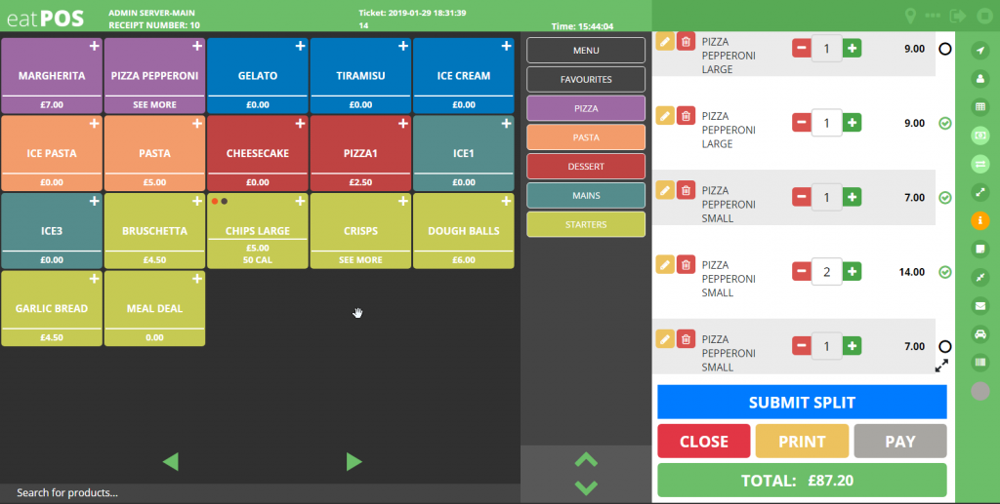 eatPOS
ADMIN SERVER-MAIN
RECEIPT NUMBER: 10
Ticket: 2019-01-29 18:31:39
14
Time: 15:44:04
MARGHERITA
£7.00
PIZZA PEPPERONI
SEE MORE
GELATO
£0.00
TIRAMISU
£0.00
ICE CREAM
£0.00
ICE PASTA
£0.00
PASTA
£5.00
CHEESECAKE
£0.00
PIZZA1
£2.50
ICE1
£0.00
ICE3
£0.00
BRUSCHETTA
£4.50
CHIPS LARGE
£5.00
50 CAL
CRISPS
SEE MORE
DOUGH BALLS
£6.00
GARLIC BREAD
£4.50
MEAL DEAL
0.00
Search for products...
MENU
FAVOURITES
PIZZA
PASTA
DESSERT
MAINS
STARTERS
PIZZA
PEPPERONI
LARGE
1
9.00
PIZZA
PEPPERONI
LARGE
1
9.00
PIZZA
PEPPERONI
SMALL
1
7.00
PIZZA
PEPPERONI
SMALL
2
14.00
PIZZA
PEPPERONI
SMALL
1
7.00
SUBMIT SPLIT
CLOSE
PRINT
PAY
TOTAL: £87.20